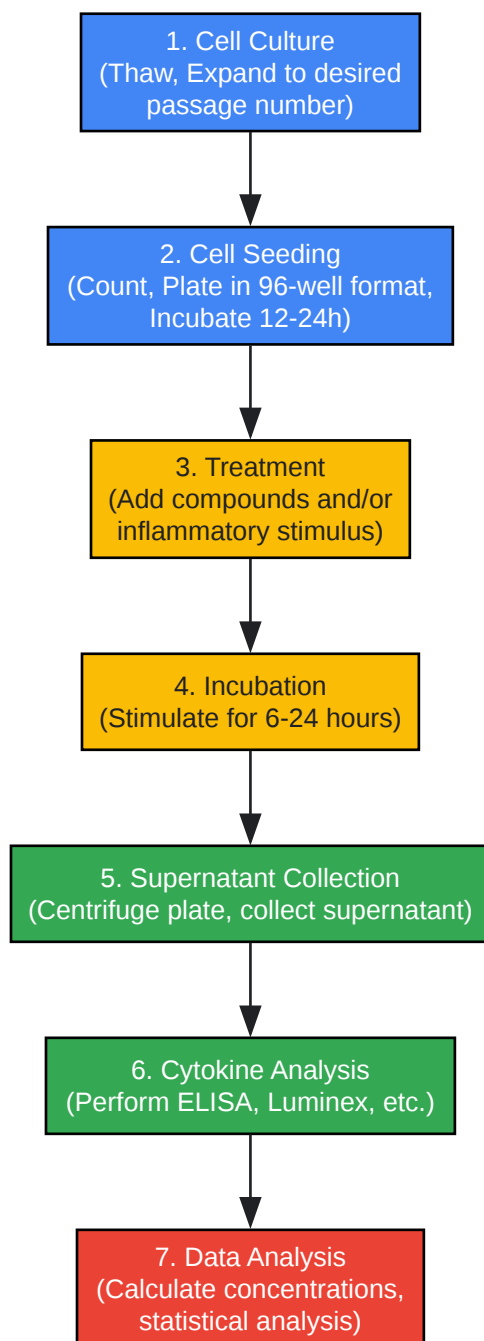 1. Cell Culture
(Thaw, Expand to desired
passage number)
2. Cell Seeding
(Count, Plate in 96-well format,
Incubate 12-24h)
3. Treatment
(Add compounds and/or
inflammatory stimulus)
4. Incubation
(Stimulate for 6-24 hours)
5. Supernatant Collection
(Centrifuge plate, collect supernatant)
6. Cytokine Analysis
(Perform ELISA, Luminex, etc.)
7. Data Analysis
(Calculate concentrations,
statistical analysis)